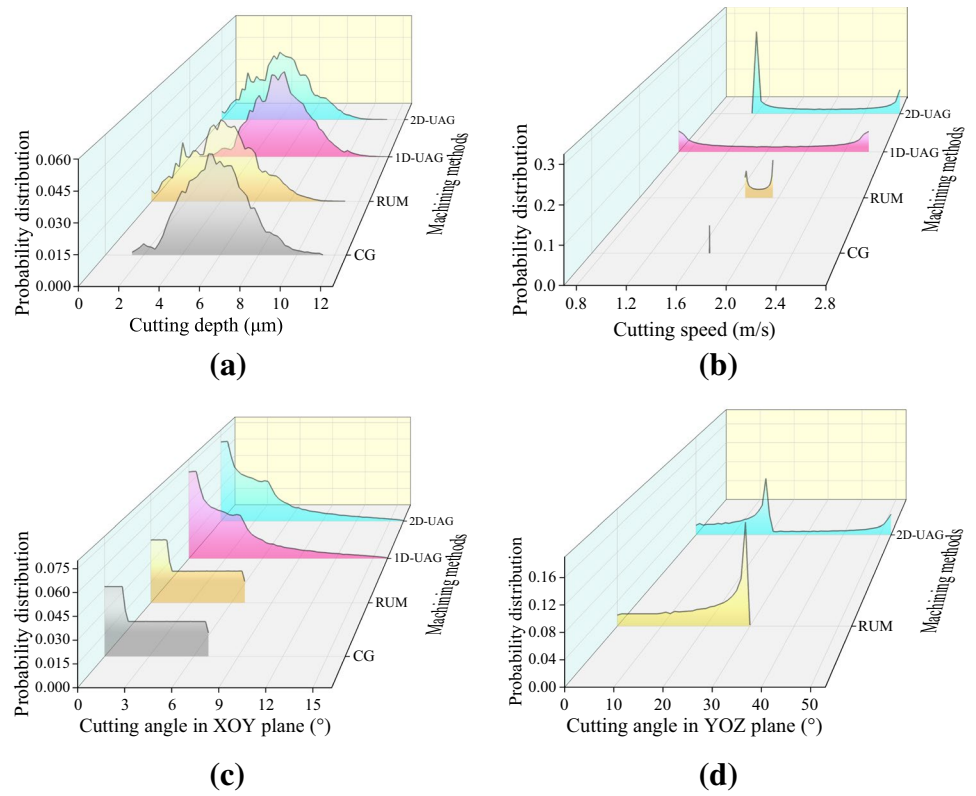 Probability distribution
0.060
0.045
0.030
0.015
0.000
0 2 4 6 8 10 12
Cutting depth (μm)
2D-UAG
1D-UAG
RUM
CG
Machining methods
(a)
Probability distribution
0.3
0.2
0.1
0.0
0.8 1.2 1.6 2.0 2.4 2.8
Cutting speed (m/s)
2D-UAG
1D-UAG
RUM
CG
Machining methods
(b)
Probability distribution
0.075
0.060
0.045
0.030
0.015
0.000
0 3 6 9 12 15
Cutting angle in XOY plane (°)
2D-UAG
1D-UAG
RUM
CG
Machining methods
(c)
Probability distribution
0.16
0.12
0.08
0.04
0.00
0 10 20 30 40 50
Cutting angle in YOZ plane (°)
2D-UAG
RUM
Machining methods
(d)